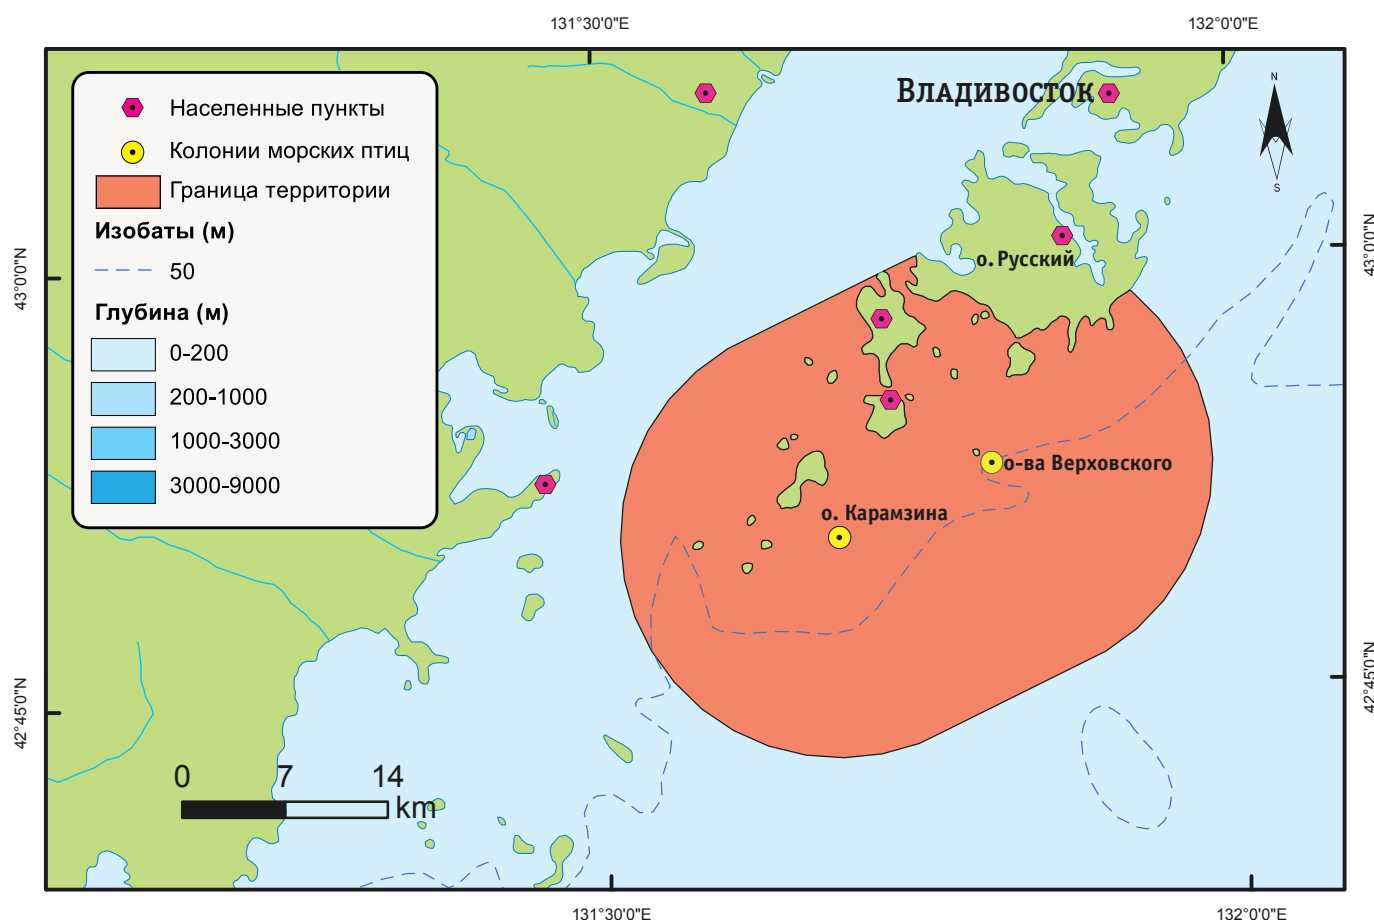 131°30'0"E
132°0'0"E
Населенные пункты
Колонии морских птиц
Граница территории
Изобаты (м)
50
Глубина (м)
0-200
200-1000
1000-3000
3000-9000
Владивосток
N
S
о. Русский
о-ва Верховского
о. Карамзина
43°0'0"N
43°0'0"N
42°45'0"N
42°45'0"N
0 7 14
km
131°30'0"E
132°0'0"E